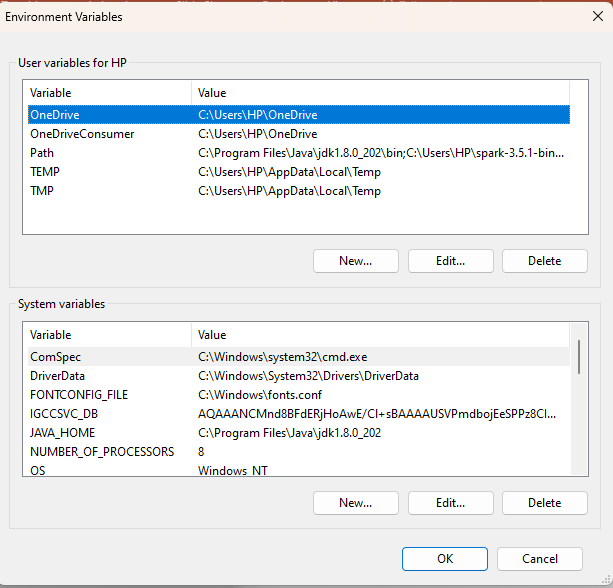 Environment Variables
User variables for HP
Variable Value
OneDrive C:\Users\HP\OneDrive
OneDriveConsumer C:\Users\HP\OneDrive
Path C:\Program Files\Java\jdk1.8.0_202\bin;C:\Users\HP\spark-3.5.1-bin...
TEMP C:\Users\HP\AppData\Local\Temp
TMP C:\Users\HP\AppData\Local\Temp
New... Edit... Delete
System variables
Variable Value
ComSpec C:\Windows\system32\cmd.exe
DriverData C:\Windows\System32\Drivers\DriverData
FONTCONFIG_FILE C:\Windows\fonts.conf
IGCCSVC_DB
JAVA_HOME C:\Program Files\Java\jdk1.8.0_202
NUMBER_OF_PROCESSORS 8
OS Windows_NT
New... Edit... Delete
OK Cancel